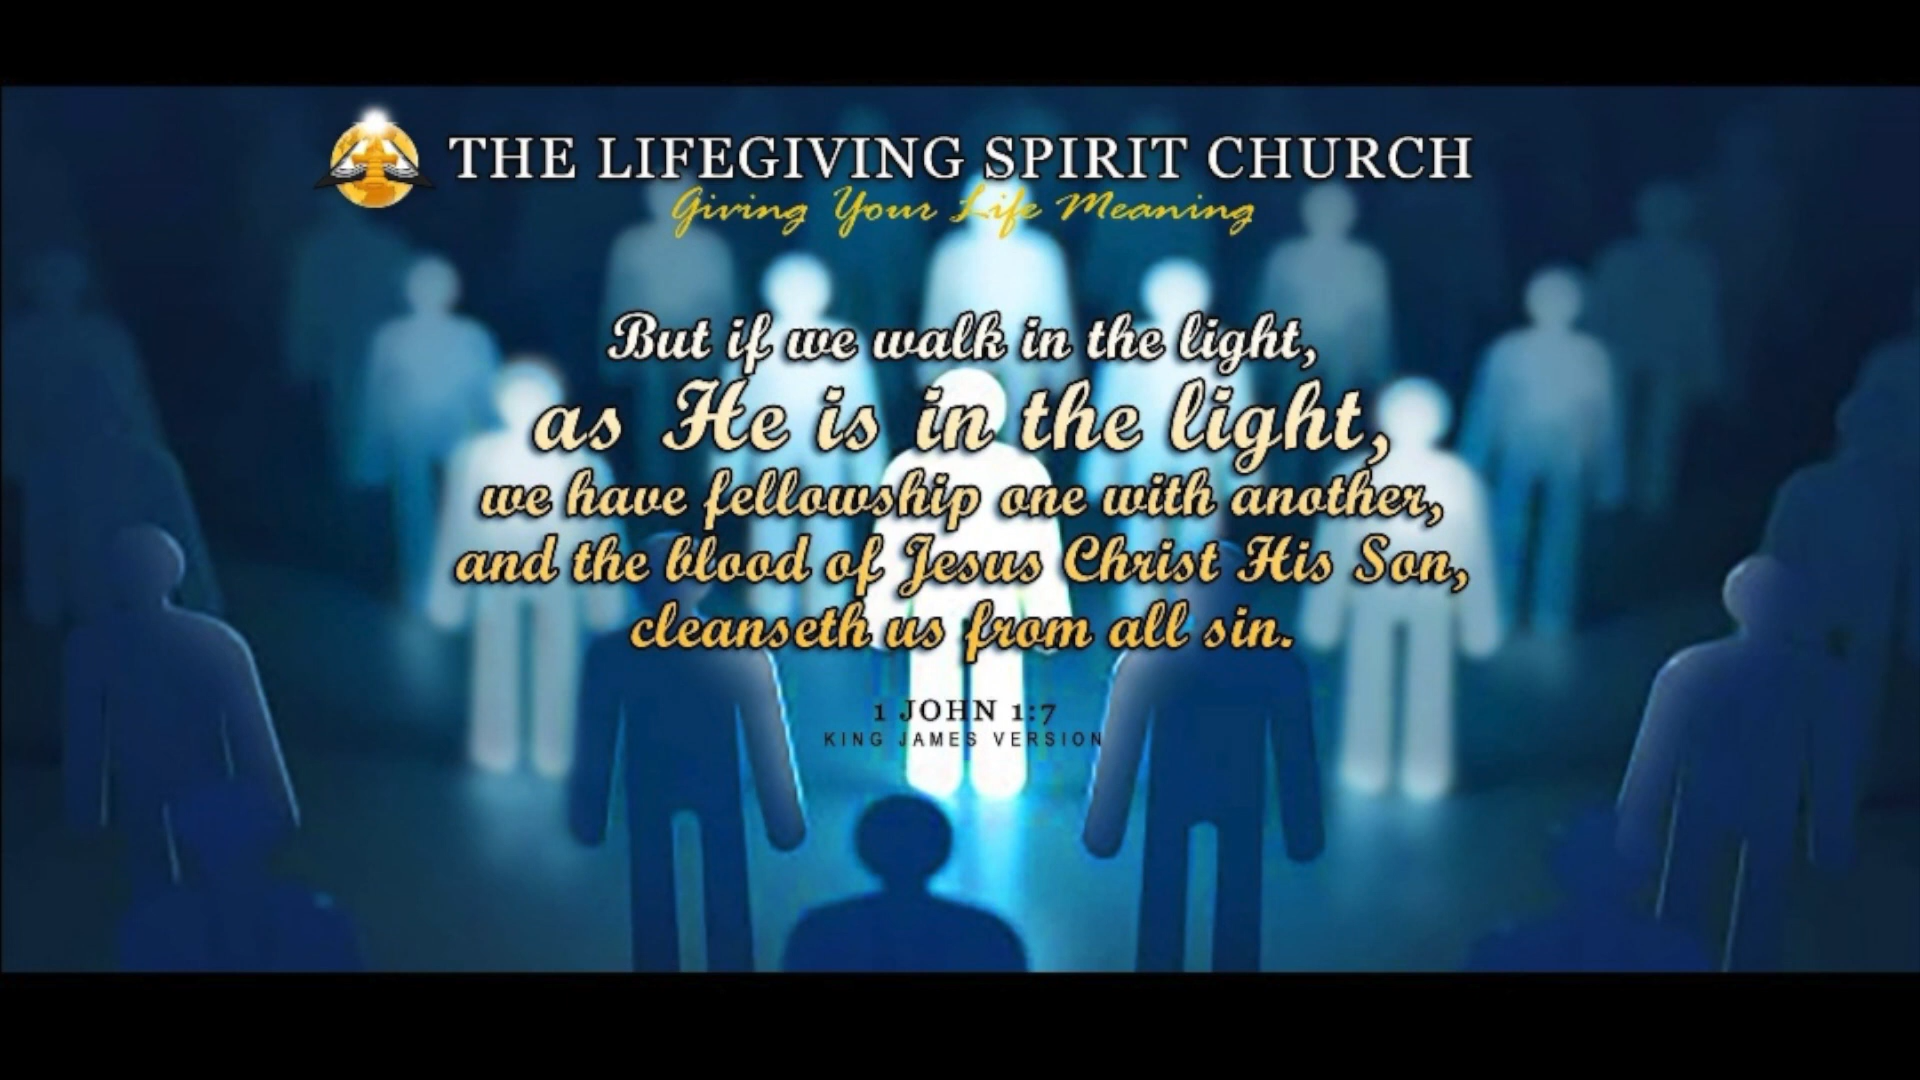 THE LIFEGIVING SPIRIT CHURCH
Giving Your Life Meaning
But if we walk in the light,
as He is in the light,
we have fellowship one with another,
and the blood of Jesus Christ His Son,
cleanseth us from all sin.
1 JOHN 1:7
KING JAMES VERSION